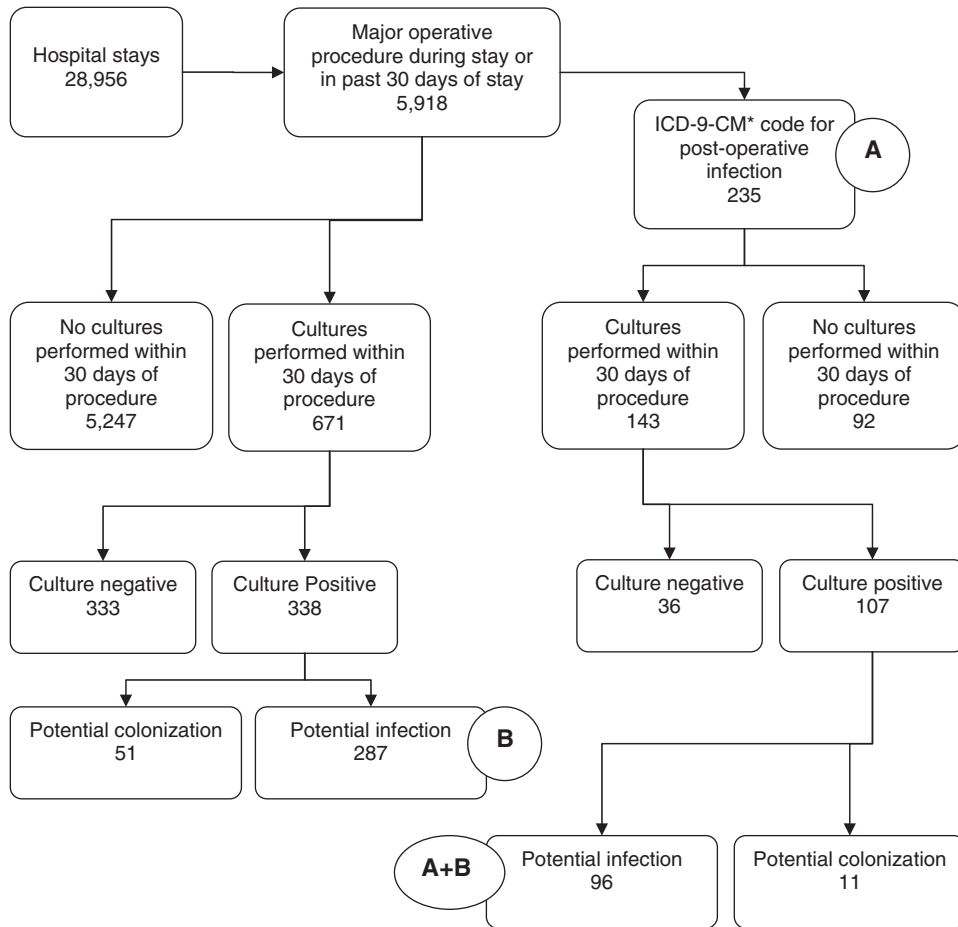 Hospital stays
28,956
Major operative
procedure during stay or
in past 30 days of stay
5,918
ICD-9-CM* code for
post-operative
infection
235
A
No cultures
performed within
30 days of
procedure
5,247
Cultures
performed within
30 days of
procedure
671
Cultures
performed within
30 days of
procedure
143
No cultures
performed within
30 days of
procedure
92
Culture negative
333
Culture Positive
338
Culture negative
36
Culture positive
107
Potential colonization
51
Potential infection
287
B
A+B
Potential infection
96
Potential colonization
11